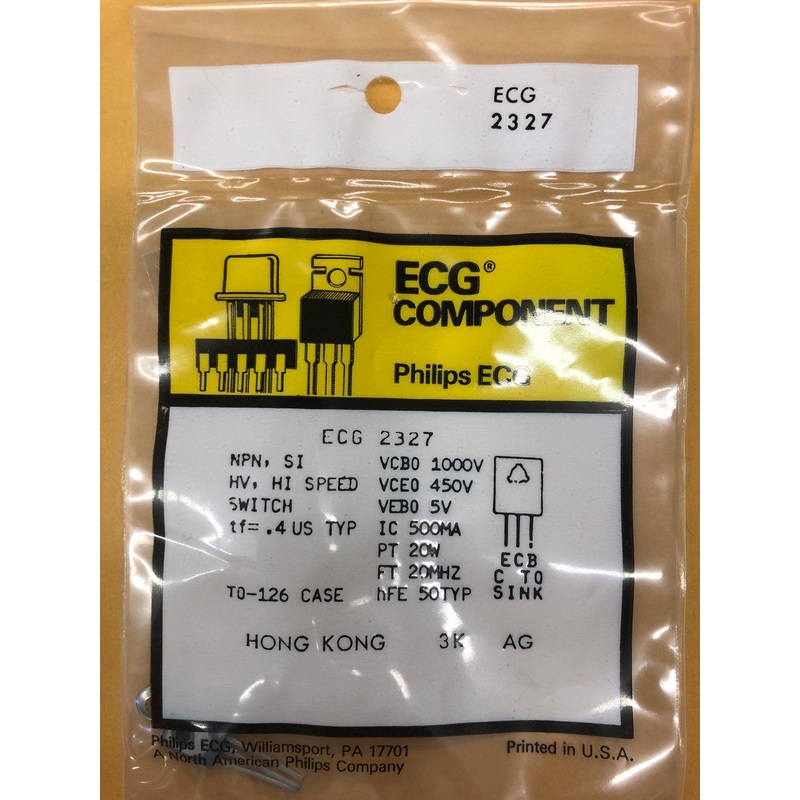 ECG
2327
ECG®
COMPONENT
Philips ECG
ECG 2327
NPN, SI VCBO 1000V
HV, HI SPEED VCEO 450V
SWITCH VEBO 5V
tf= .4 US TYP IC 500MA
PT 20W
FT 20MHZ
TO-126 CASE hFE 50TYP
ECB
C TO
SINK
HONG KONG 3K AG
Philips ECG, Williamsport, PA 17701
A North American Philips Company
Printed in U.S.A.